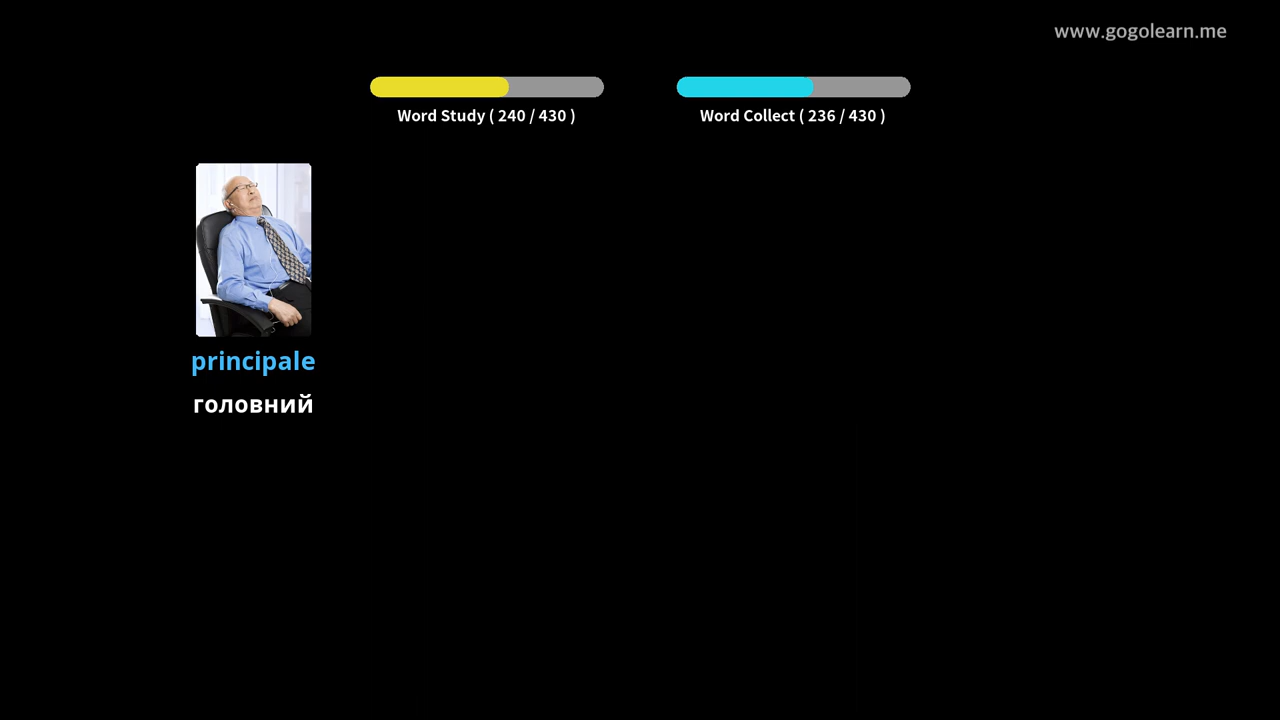 www.gogolearn.me
Word Study ( 240 / 430 )
Word Collect ( 236 / 430 )
principale
головний